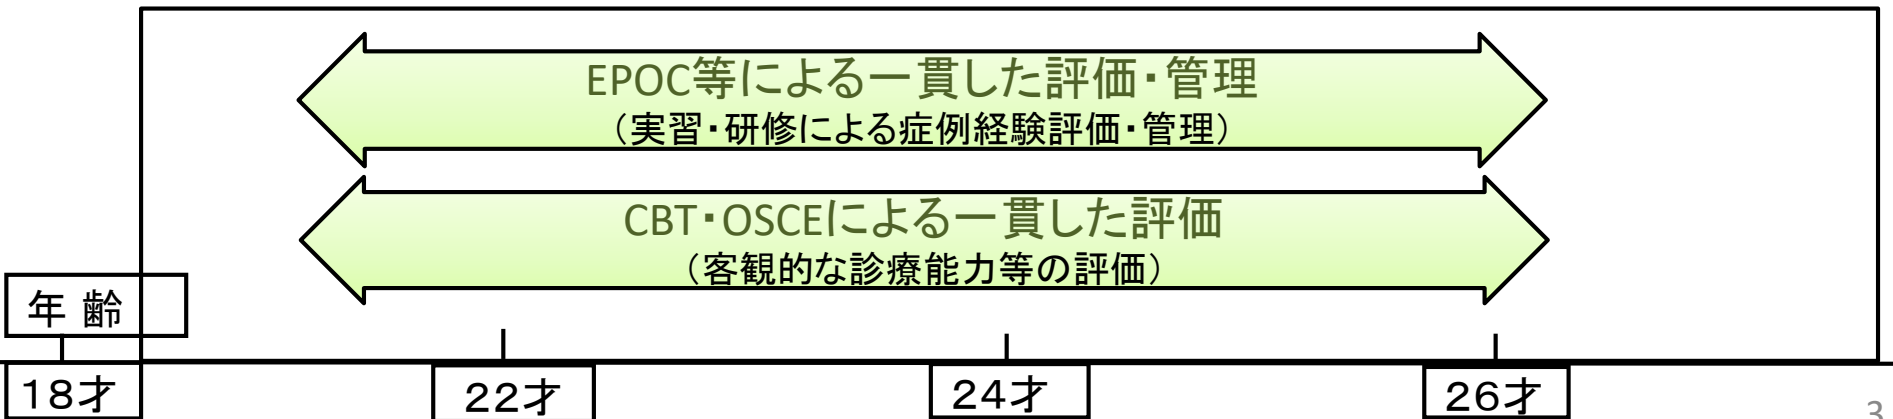 EPOC等による一貫した評価・管理
（実習・研修による症例経験評価・管理）
CBT・OSCEによる一貫した評価
（客観的な診療能力等の評価）
年 齢
18才
22才
24才
26才
3